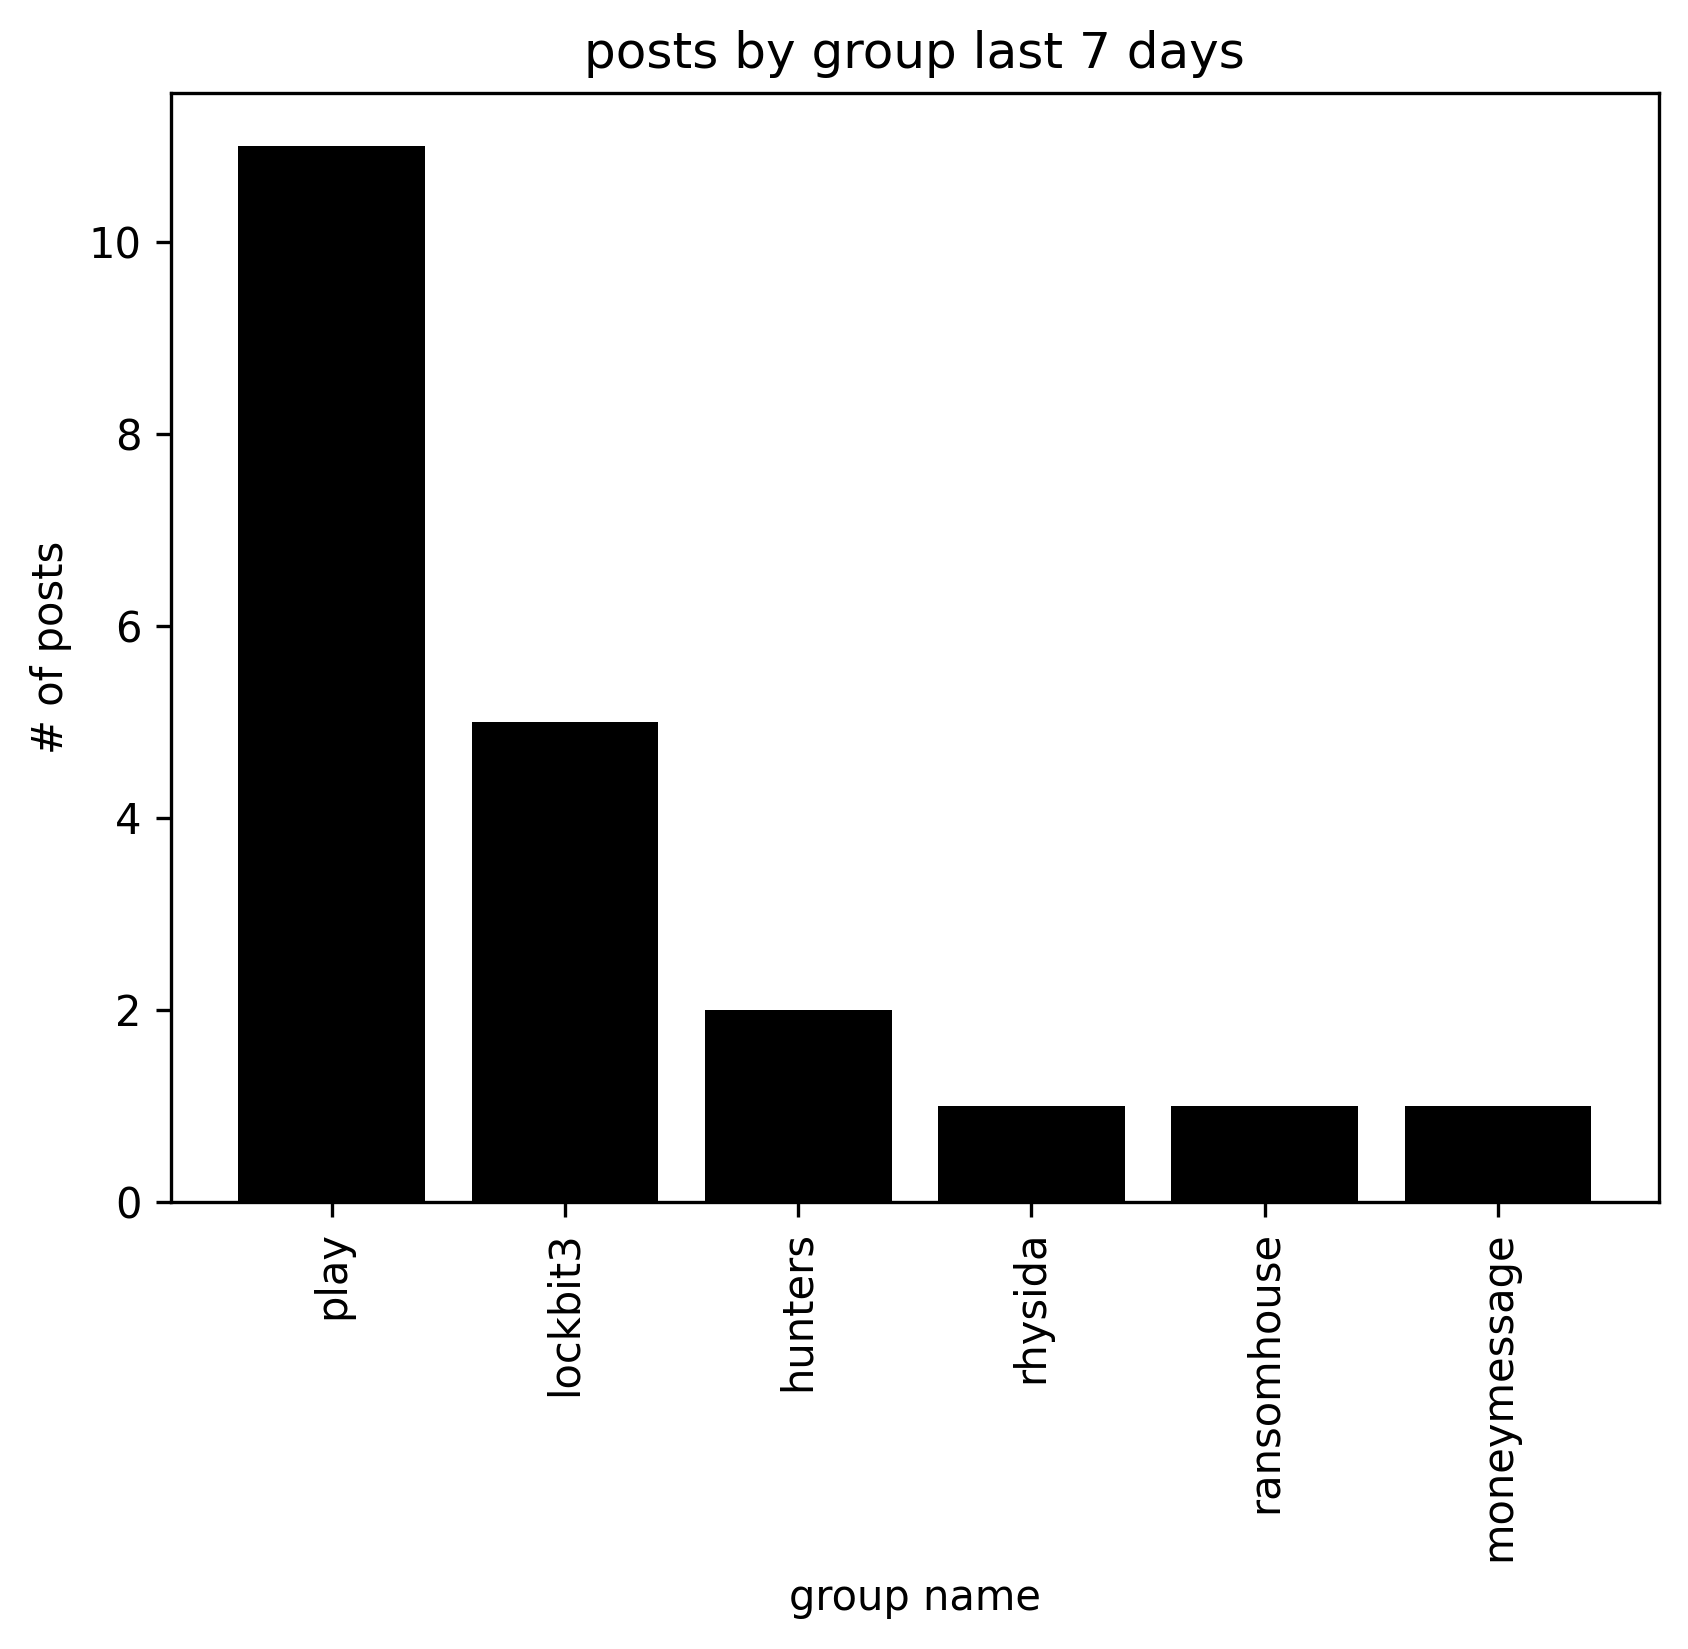 posts by group last 7 days
# of posts
10
8
6
4
2
0
play
lockbit3
hunters
rhysida
ransomhouse
moneymessage
group name